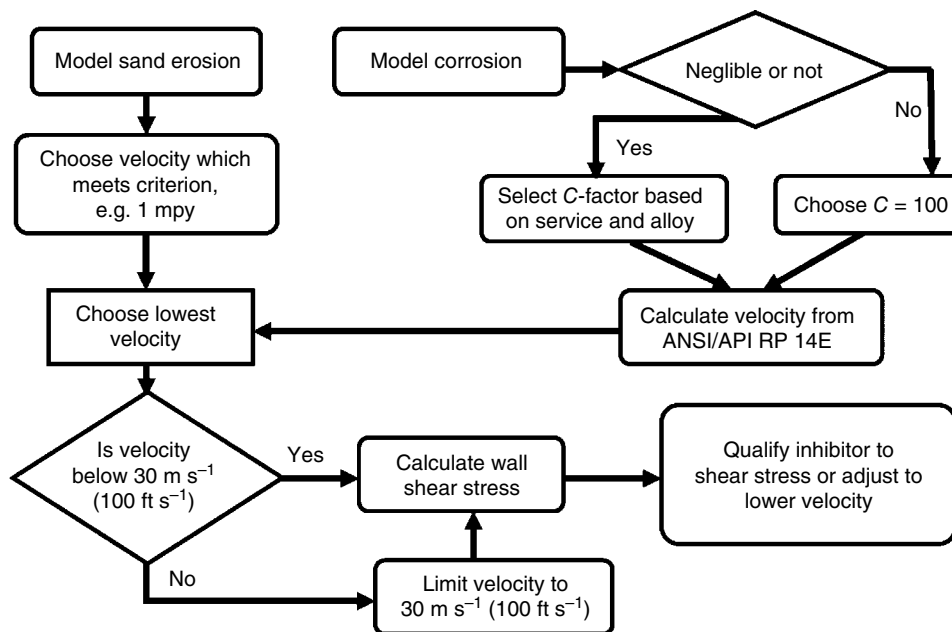 Model sand erosion
Model corrosion
Neglible or not
No
Yes
Choose velocity which
meets criterion,
e.g. 1 mpy
Select C-factor based
on service and alloy
Choose C = 100
Choose lowest
velocity
Calculate velocity from
ANSI/API RP 14E
Is velocity
below 30 m s⁻¹
(100 ft s⁻¹)
Yes
Calculate wall
shear stress
Qualify inhibitor to
shear stress or adjust to
lower velocity
No
Limit velocity to
30 m s⁻¹ (100 ft s⁻¹)